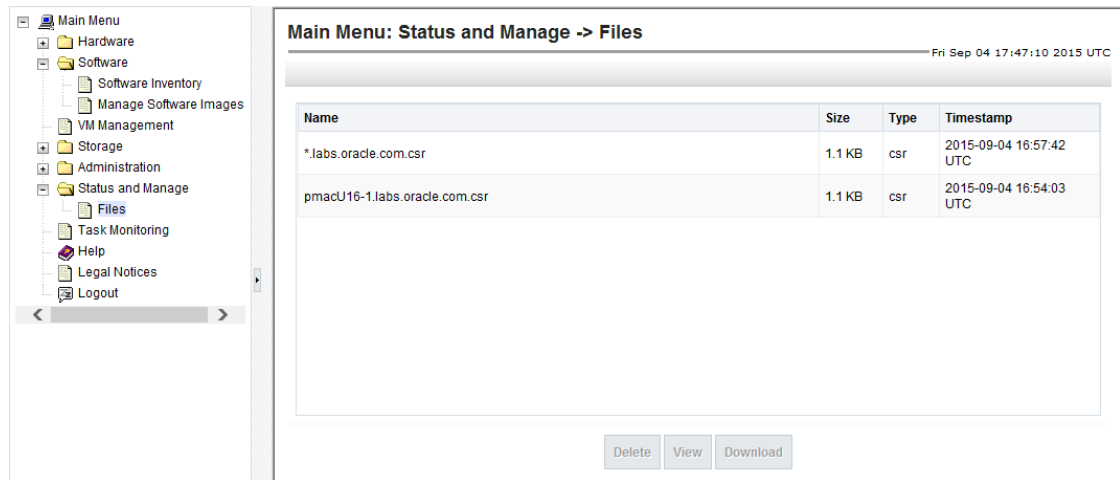 Main Menu
Hardware
Software
Software Inventory
Manage Software Images
VM Management
Storage
Administration
Status and Manage
Files
Task Monitoring
Help
Legal Notices
Logout
Main Menu: Status and Manage -> Files
Fri Sep 04 17:47:10 2015 UTC
Name Size Type Timestamp
*.labs.oracle.com.csr 1.1 KB csr 2015-09-04 16:57:42
UTC
pmacU16-1.labs.oracle.com.csr 1.1 KB csr 2015-09-04 16:54:03
UTC
Delete View Download